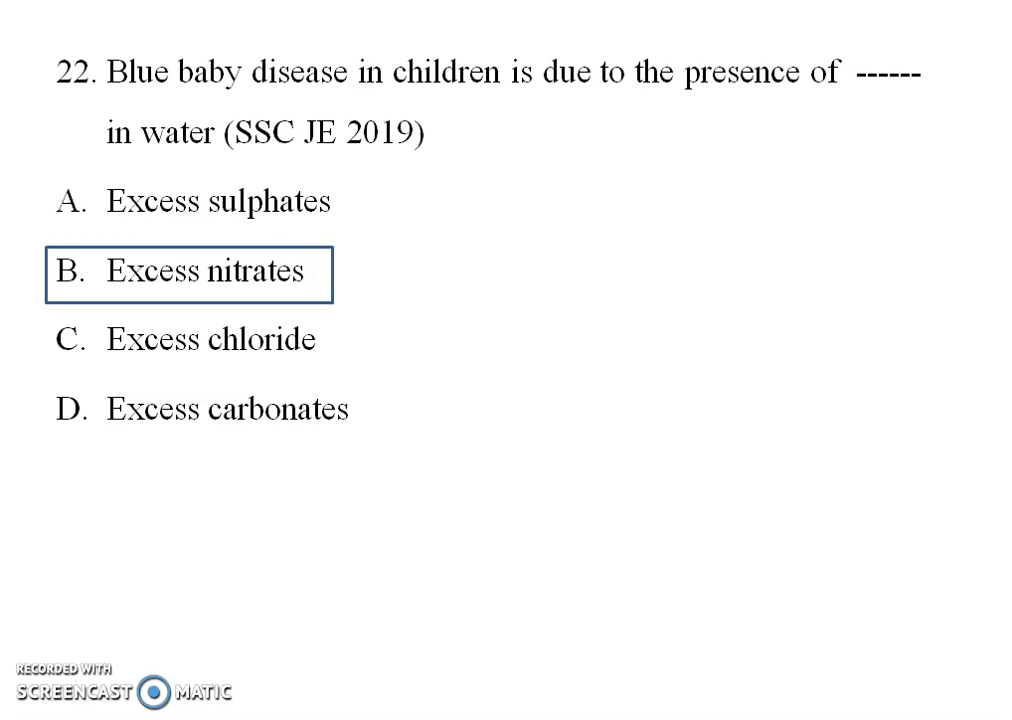 22. Blue baby disease in children is due to the presence of ------
in water (SSC JE 2019)
A. Excess sulphates
B. Excess nitrates
C. Excess chloride
D. Excess carbonates
RECORDED WITH
SCREENCAST MATIC